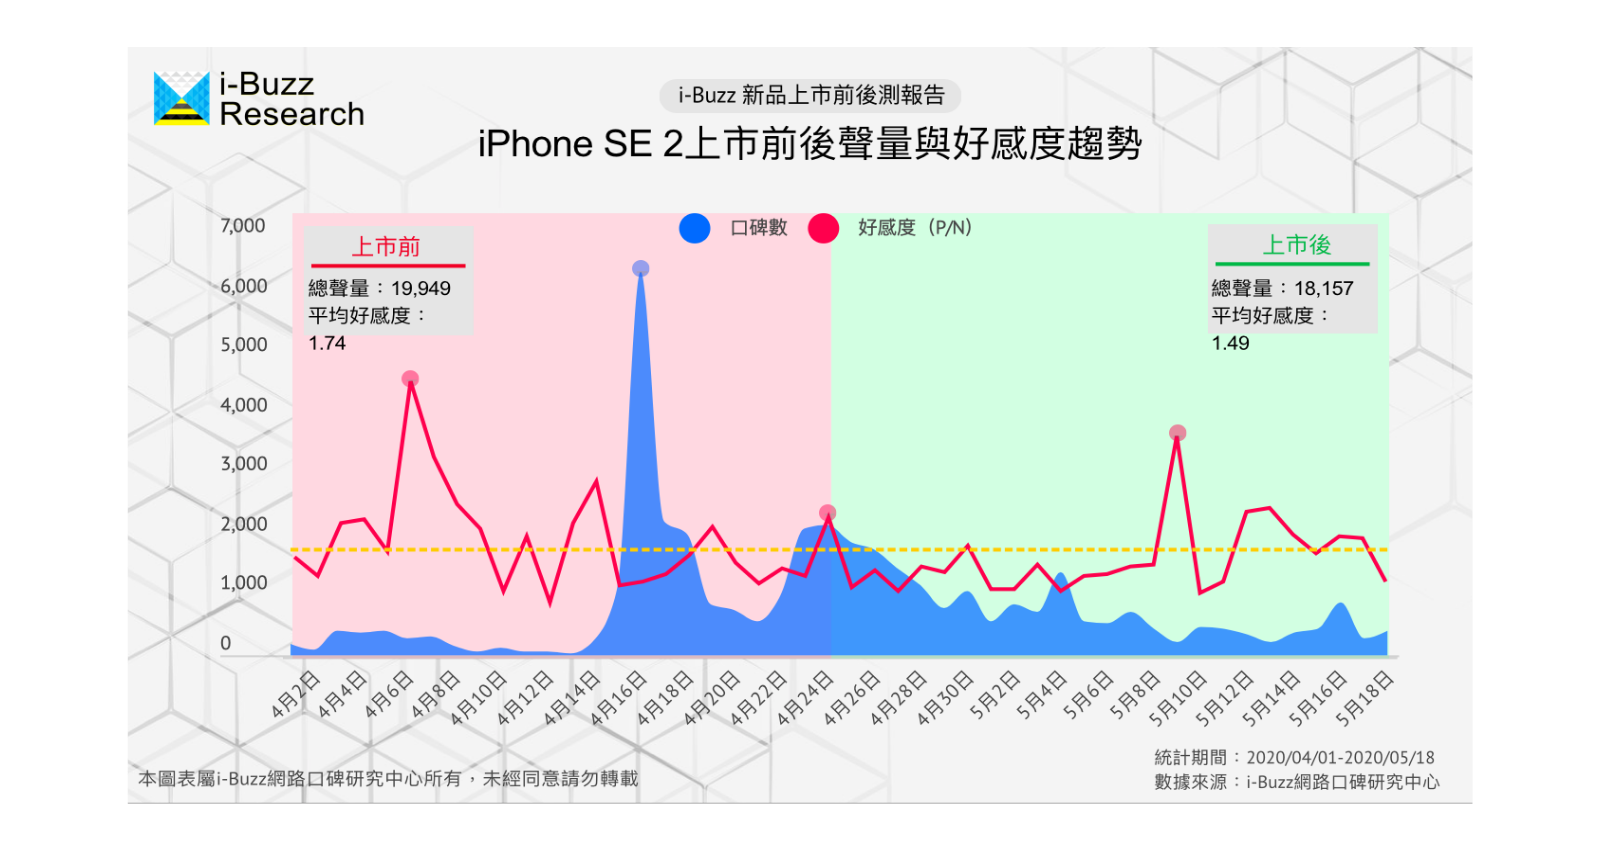 i-Buzz
Research
i-Buzz 新品上市前後測報告
iPhone SE 2上市前後聲量與好感度趨勢
口碑數
好感度（P/N）
7,000
6,000
5,000
4,000
3,000
2,000
1,000
0
上市前
總聲量：19,949
平均好感度：
1.74
上市後
總聲量：18,157
平均好感度：
1.49
4月2日
4月4日
4月6日
4月8日
4月10日
4月12日
4月14日
4月16日
4月18日
4月20日
4月22日
4月24日
4月26日
4月28日
4月30日
5月2日
5月4日
5月6日
5月8日
5月10日
5月12日
5月14日
5月16日
5月18日
本圖表屬i-Buzz網路口碑研究中心所有，未經同意請勿轉載
統計期間：2020/04/01-2020/05/18
數據來源：i-Buzz網路口碑研究中心